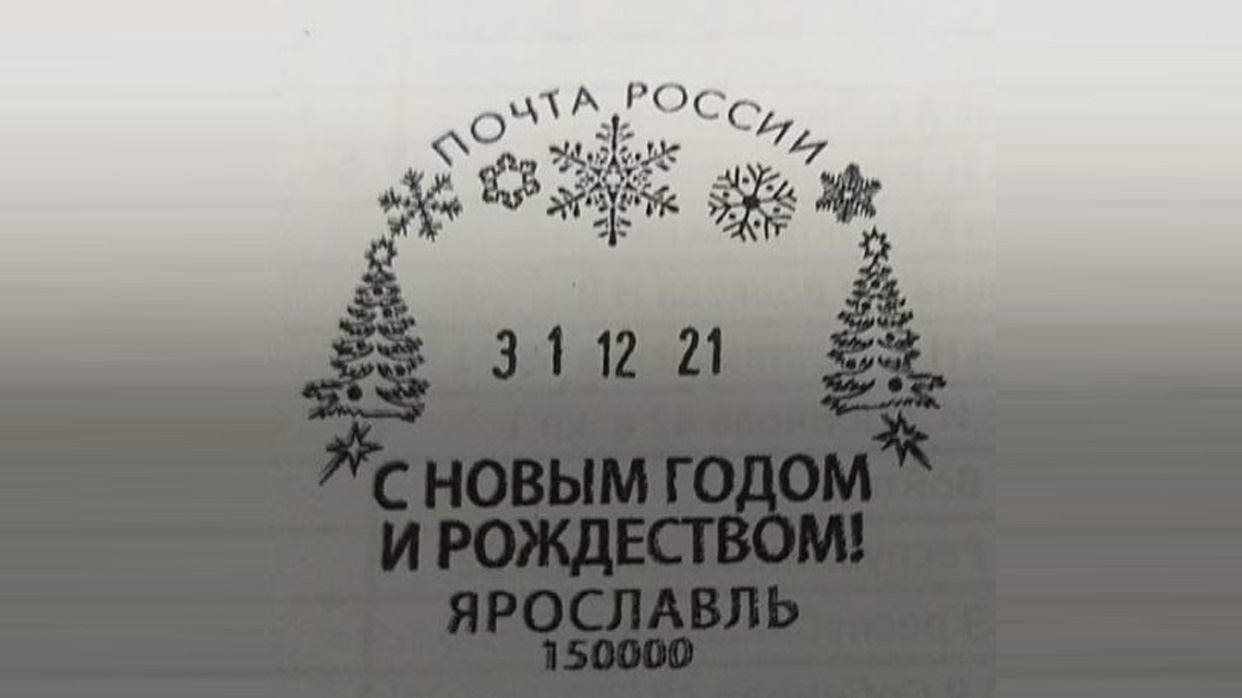 ПОЧТА РОССИИ
31 12 21
С НОВЫМ ГОДОМ
И РОЖДЕСТВОМ!
ЯРОСЛАВЛЬ
150000